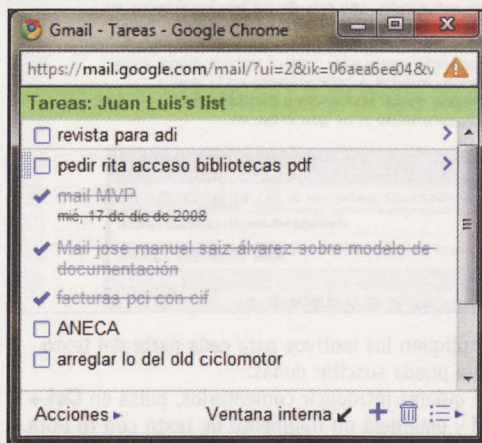 Gmail - Tareas - Google Chrome
https://mail.google.com/mail/?ui=2&ik=06aea6ee04&v
Tareas: Juan Luis's list
revista para adi
pedir rita acceso bibliotecas pdf
mail MVP
mié, 17 de dic de 2008
Mail jose manuel saiz álvarez sobre modelo de
documentación
facturas pci con cif
ANECA
arreglar lo del old ciclomotor
Acciones
Ventana interna